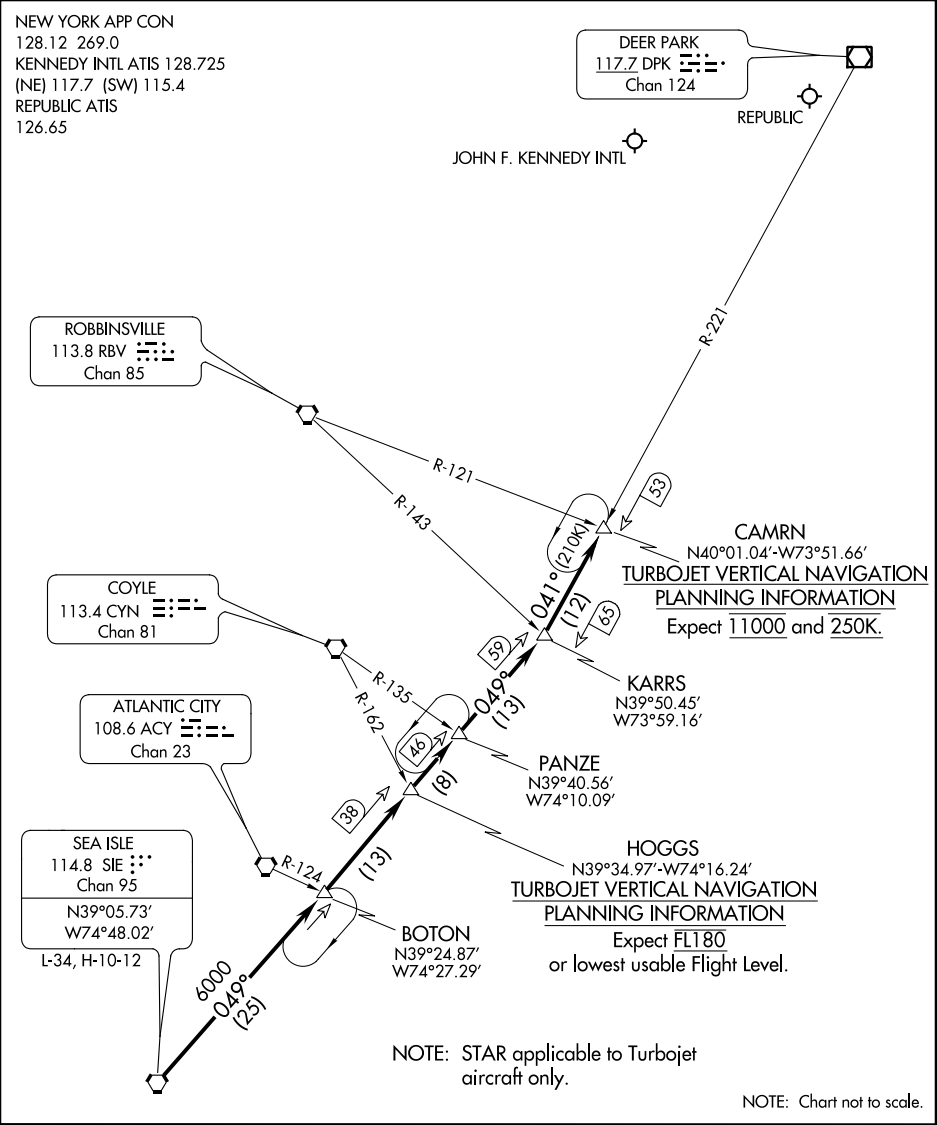 NEW YORK APP CON
128.12 269.0
KENNEDY INTL ATIS 128.725
(NE) 117.7 (SW) 115.4
REPUBLIC ATIS
126.65
DEER PARK
117.7 DPK
Chan 124
REPUBLIC
JOHN F. KENNEDY INTL
R-221
ROBBINSVILLE
113.8 RBV
Chan 85
R-121
R-143
53
(210K)
CAMRN
N40°01.04'-W73°51.66'
TURBOJET VERTICAL NAVIGATION
PLANNING INFORMATION
Expect 11000 and 250K.
041°
(12)
65
59
COYLE
113.4 CYN
Chan 81
R-135
R-162
KARRS
N39°50.45'
W73°59.16'
049°
(13)
ATLANTIC CITY
108.6 ACY
Chan 23
46
(8)
PANZE
N39°40.56'
W74°10.09'
38
(13)
HOGGS
N39°34.97'-W74°16.24'
TURBOJET VERTICAL NAVIGATION
PLANNING INFORMATION
Expect FL180
or lowest usable Flight Level.
SEA ISLE
114.8 SIE
Chan 95
N39°05.73'
W74°48.02'
L-34, H-10-12
R-124
BOTON
N39°24.87'
W74°27.29'
6000
049°
(25)
NOTE: STAR applicable to Turbojet
aircraft only.
NOTE: Chart not to scale.